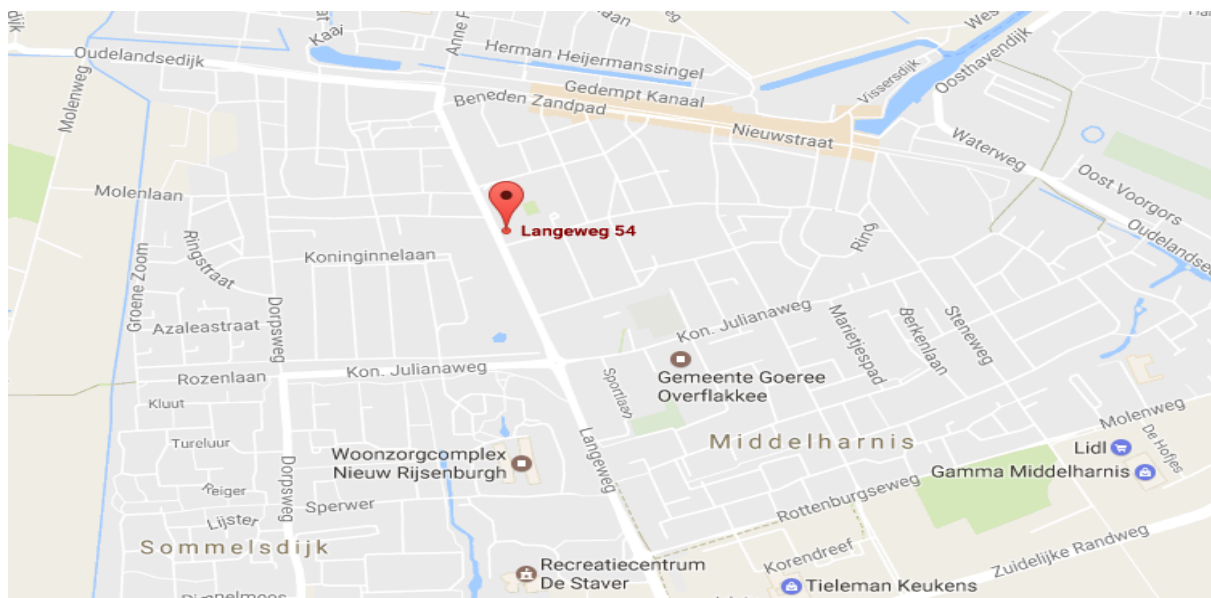 Kaai
Anne
Herman Heijermanssingel
Oudelandsedijk
Molenweg
Gedempt Kanaal
Beneden Zandpad
Nieuwstraat
Vissersdijk
Oosthavendijk
Waterweg
Oost Voorgors
Molenlaan
Langeweg 54
Ring
Ringstraat
Koninginnelaan
Groene Zoom
Dorpsweg
Azaleastraat
Kon. Julianaweg
Marietjespad
Berkenlaan
Steneweg
Rozenlaan
Kon. Julianaweg
Gemeente Goeree
Overflakkee
Sportlaan
Kluut
Molenweg
De Hofjes
Tureluur
Woonzorgcomplex
Nieuw Rijsenburgh
Langeweg
Middelharnis
Lidl
Gamma Middelharnis
Dorpsweg
Reiger
Sperwer
Lijster
Rottenburgseweg
Sommelsdijk
Recreatiecentrum
De Staver
Korendreef
Zuidelijke Randweg
Tieleman Keukens